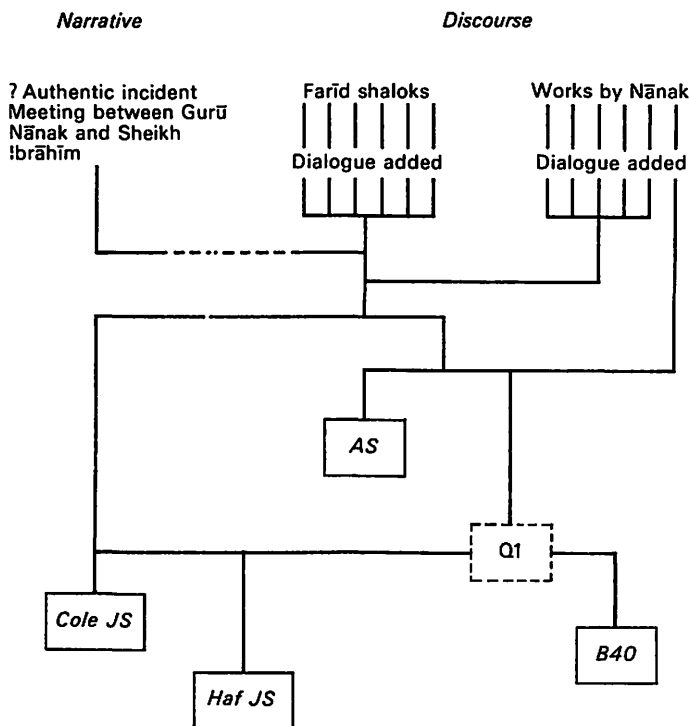 Narrative
Discourse
? Authentic incident
Meeting between Gurū
Nānak and Sheikh
Ibrāhīm
Farīd shaloks
Dialogue added
Works by Nānak
Dialogue added
AS
Q1
Cole JS
B40
Haf JS